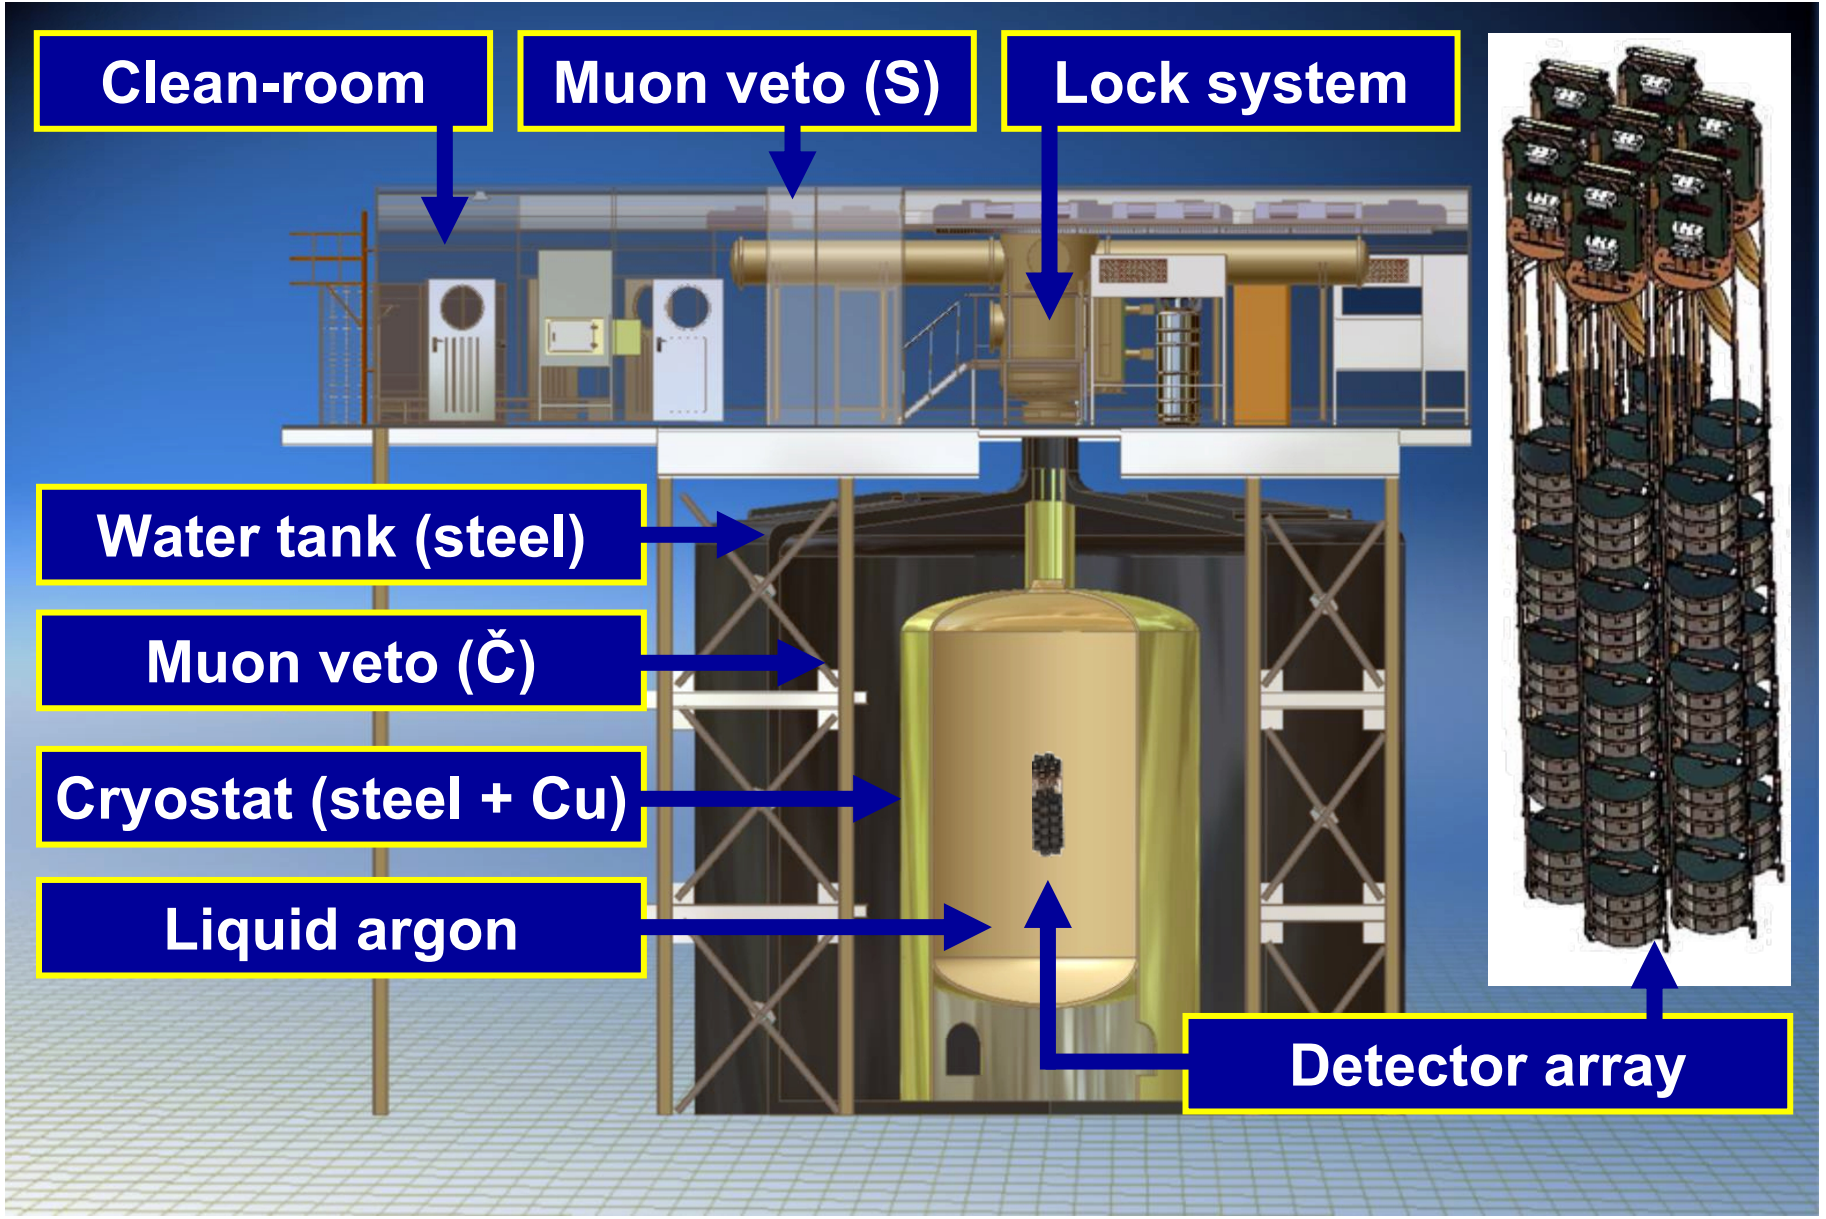 Clean-room
Muon veto (S)
Lock system
Water tank (steel)
Muon veto (Č)
Cryostat (steel + Cu)
Liquid argon
Detector array